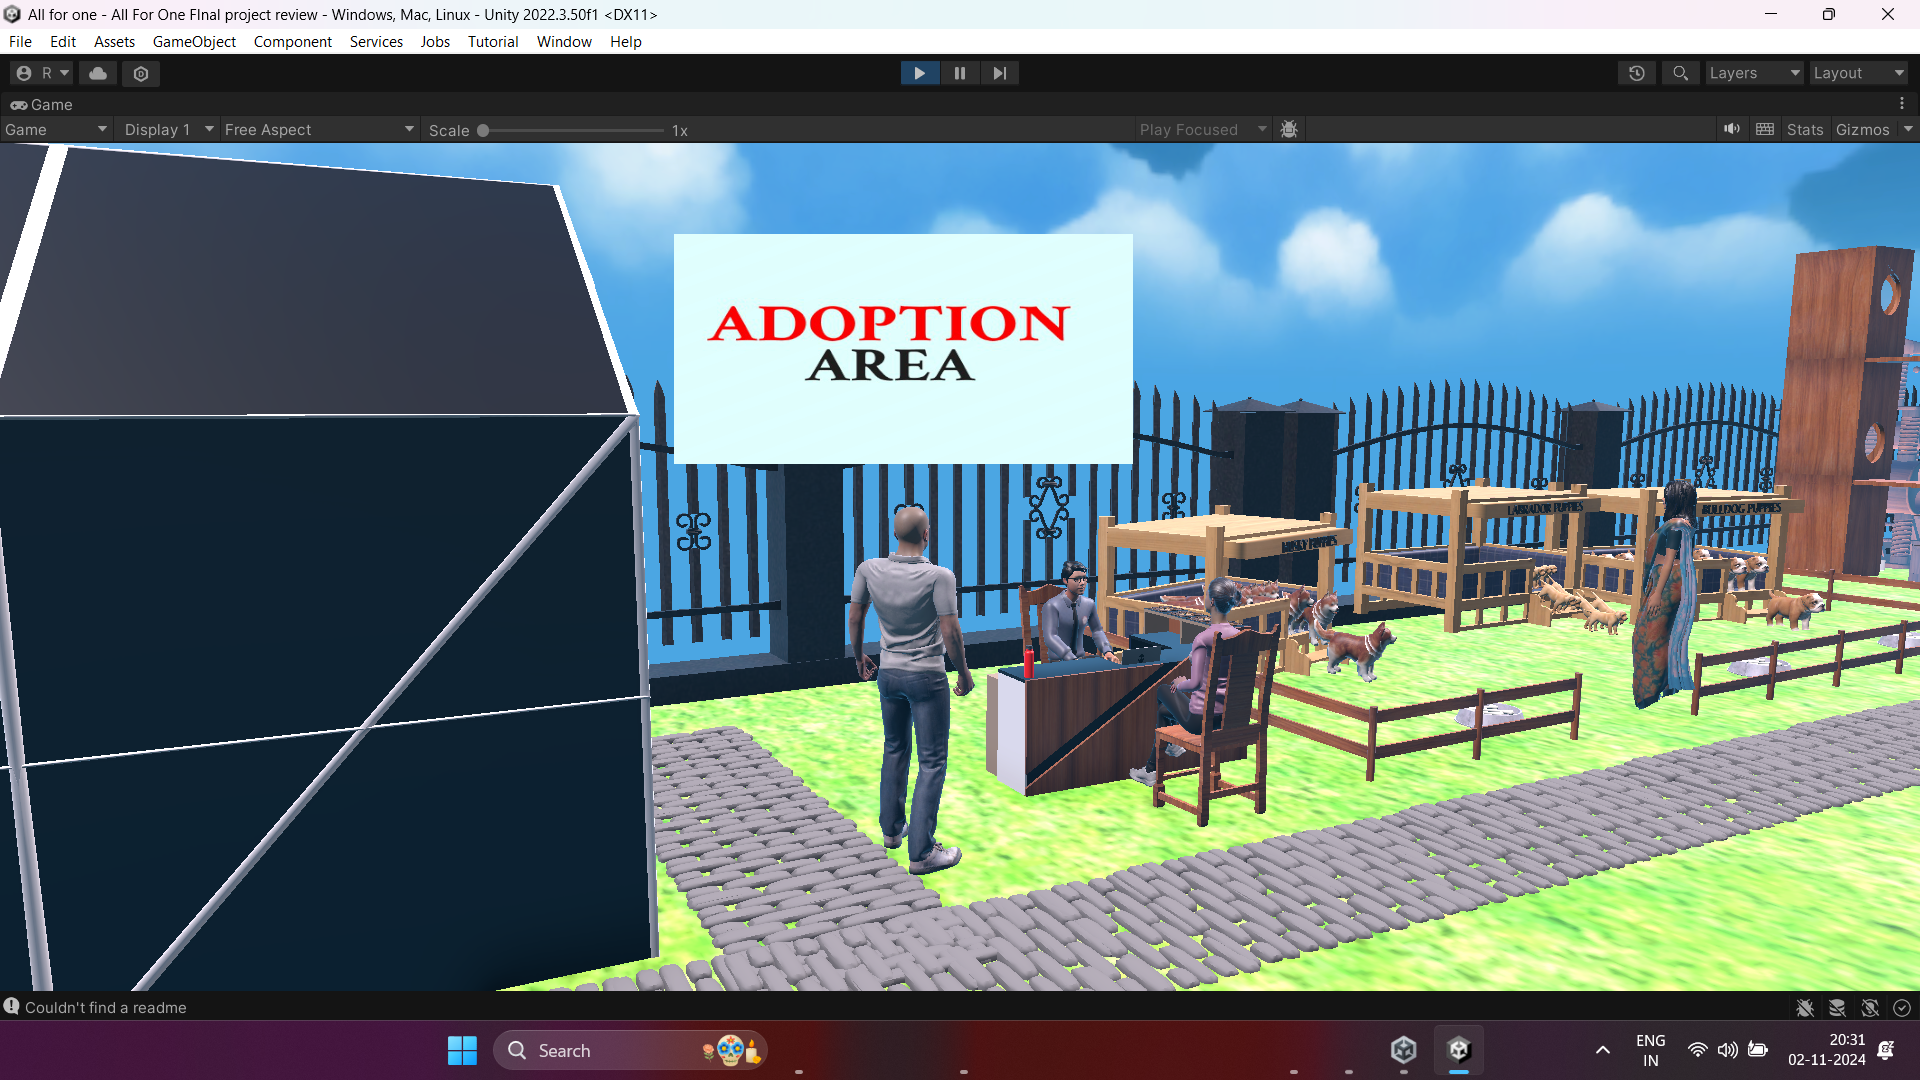 All for one - All For One FInal project review - Windows, Mac, Linux - Unity 2022.3.50f1 <DX11>
File Edit Assets GameObject Component Services Jobs Tutorial Window Help
R Layers Layout
Game
Game Display 1 Free Aspect Scale 1x Play Focused Stats Gizmos
ADOPTION
AREA
LABRADOR PUPPIES
BULLDOG PUPPIES
HUSKY PUPPIES
Couldn't find a readme
Search
ENG
IN
20:31
02-11-2024